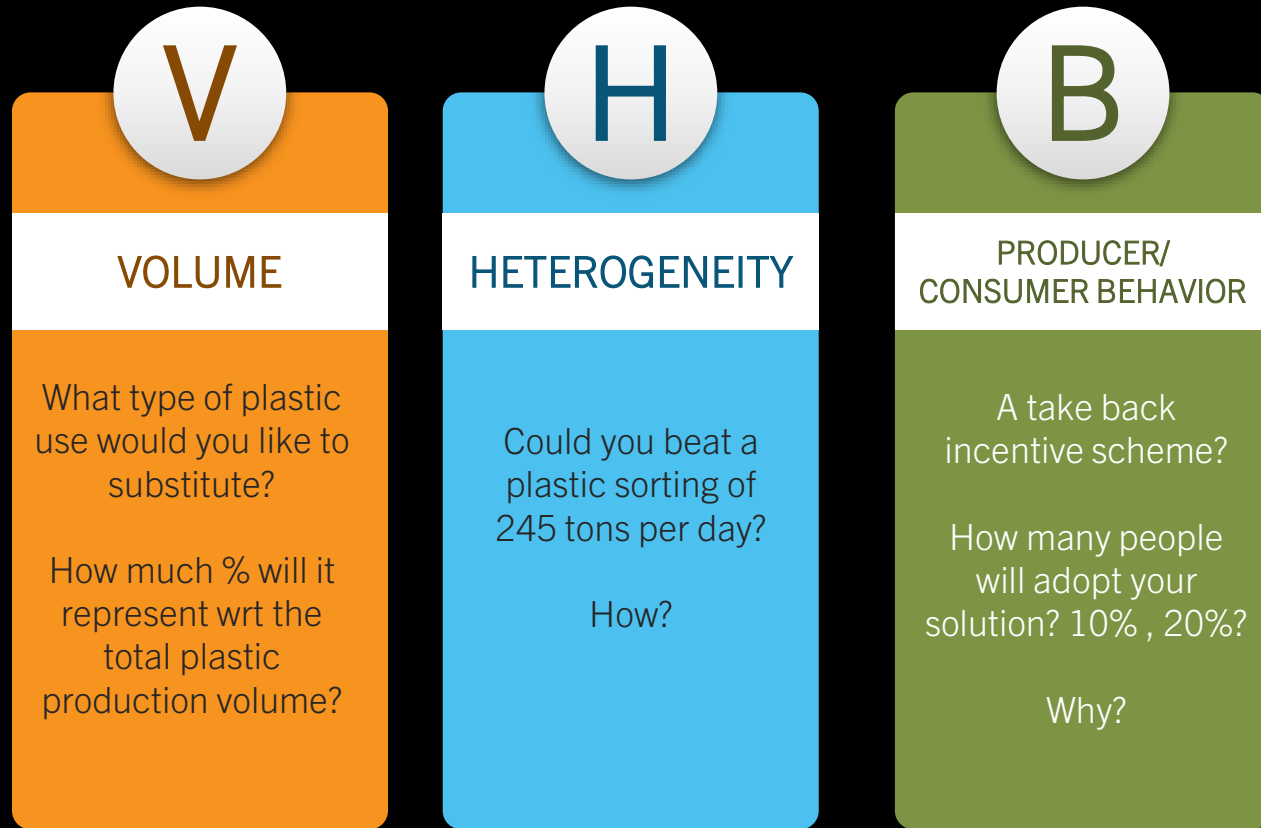 V
VOLUME
What type of plastic
use would you like to
substitute?
How much % will it
represent wrt the
total plastic
production volume?
H
HETEROGENEITY
Could you beat a
plastic sorting of
245 tons per day?
How?
B
PRODUCER/
CONSUMER BEHAVIOR
A take back
incentive scheme?
How many people
will adopt your
solution? 10% , 20%?
Why?